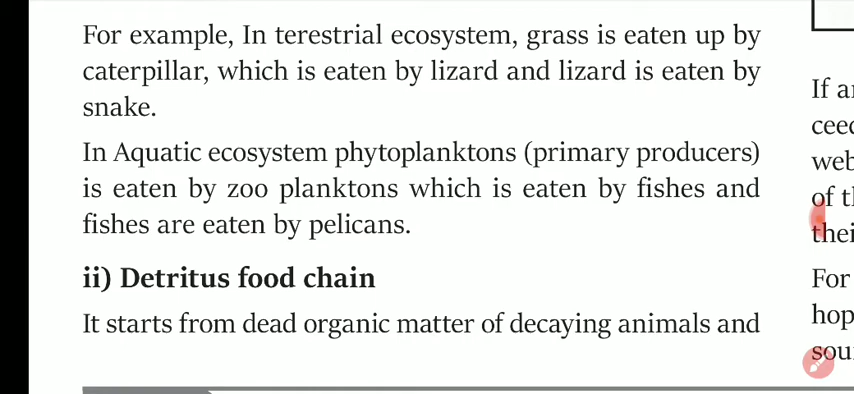 For example, In terestrial ecosystem, grass is eaten up by
caterpillar, which is eaten by lizard and lizard is eaten by
snake.
In Aquatic ecosystem phytoplanktons (primary producers)
is eaten by zoo planktons which is eaten by fishes and
fishes are eaten by pelicans.
ii) Detritus food chain
It starts from dead organic matter of decaying animals and
If
web
of
For